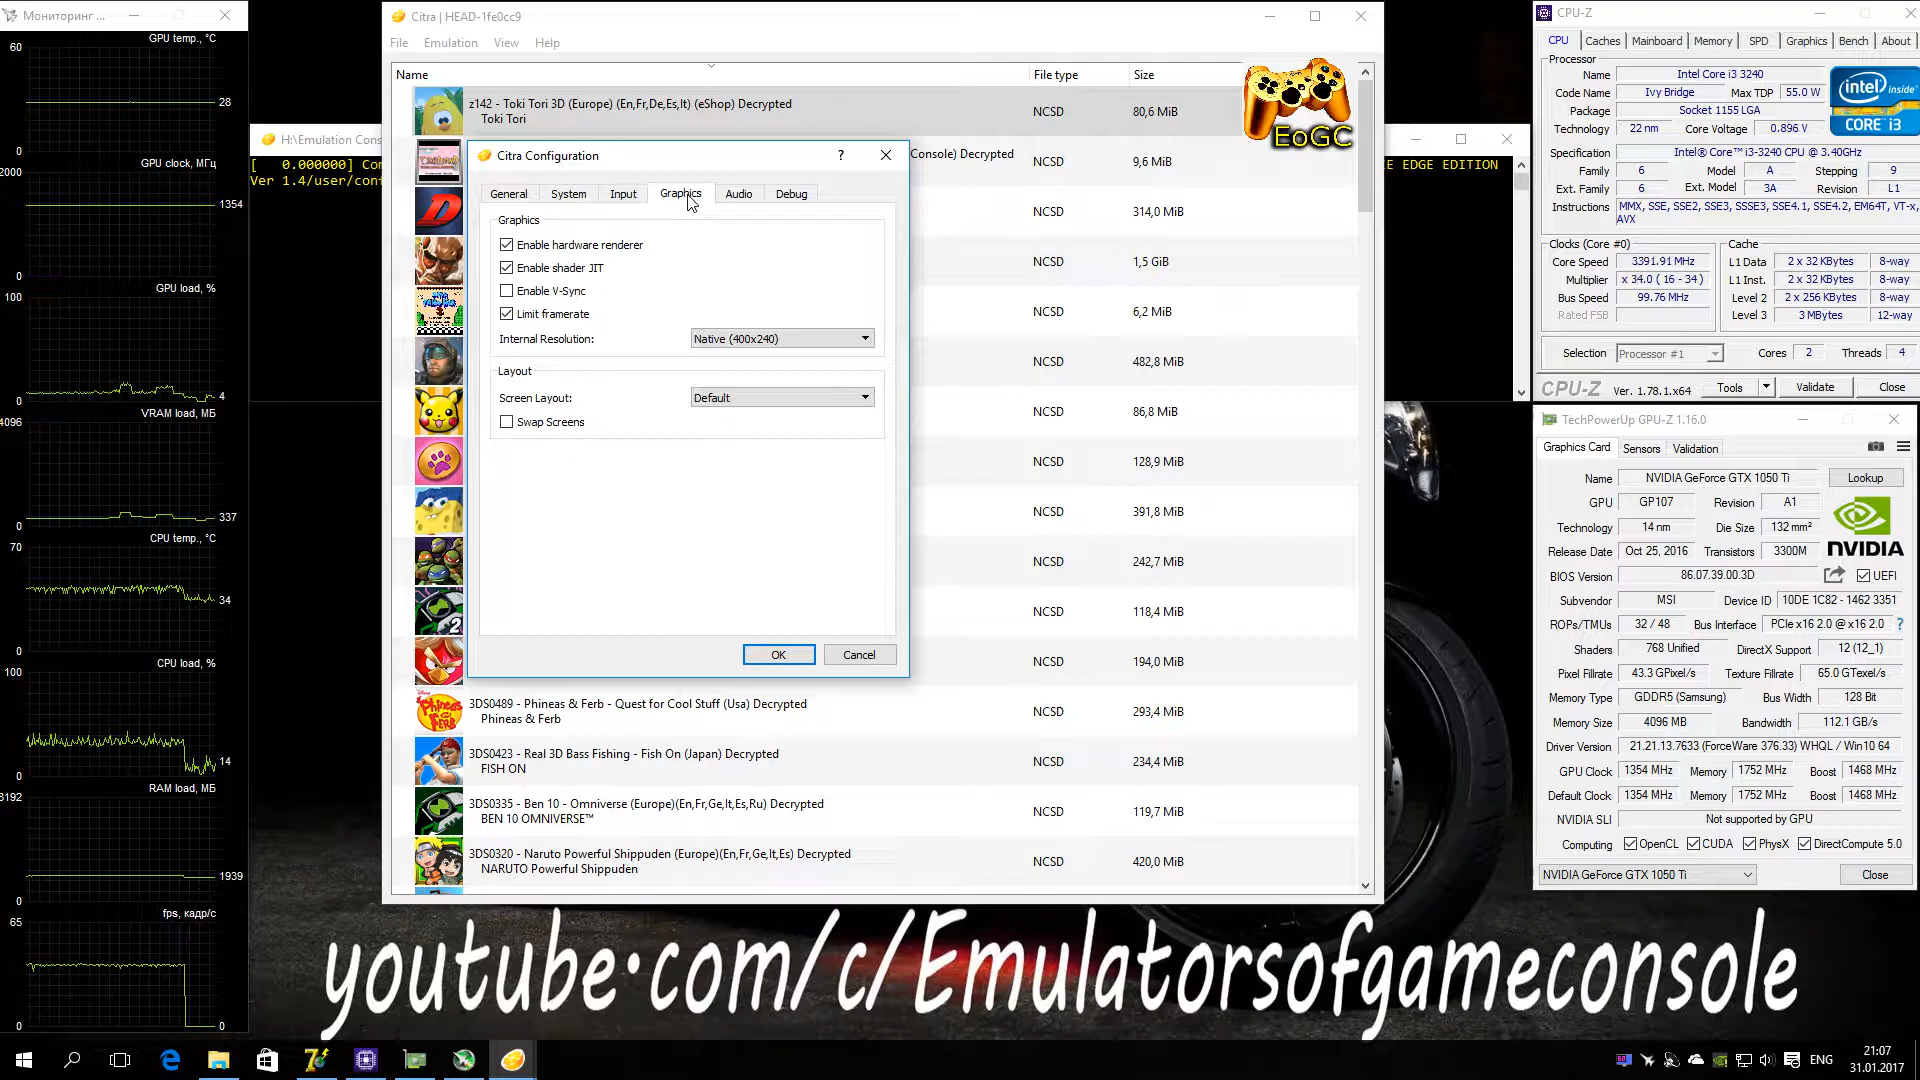 Мониторинг ...
GPU temp., °C
60
28
0
GPU clock, МГц
2000
1354
0
GPU load, %
100
4
0
VRAM load, МБ
4096
337
0
CPU temp., °C
70
34
0
CPU load, %
100
14
0
RAM load, МБ
8192
1939
0
fps, кадр/с
65
0
0
H:\Emulation Cons
[ 0.000000] Con
Ver 1.4/user/conf
E EDGE EDITION
Citra | HEAD-1fe0cc9
File Emulation View Help
Name File type Size
z142 - Toki Tori 3D (Europe) (En,Fr,De,Es,It) (eShop) Decrypted
Toki Tori
NCSD 80,6 MiB
Console) Decrypted
NCSD 9,6 MiB
NCSD 314,0 MiB
NCSD 1,5 GiB
NCSD 6,2 MiB
NCSD 482,8 MiB
NCSD 86,8 MiB
NCSD 128,9 MiB
NCSD 391,8 MiB
NCSD 242,7 MiB
NCSD 118,4 MiB
NCSD 194,0 MiB
3DS0489 - Phineas & Ferb - Quest for Cool Stuff (Usa) Decrypted
Phineas & Ferb
NCSD 293,4 MiB
3DS0423 - Real 3D Bass Fishing - Fish On (Japan) Decrypted
FISH ON
NCSD 234,4 MiB
3DS0335 - Ben 10 - Omniverse (Europe)(En,Fr,Ge,It,Es,Ru) Decrypted
BEN 10 OMNIVERSE™
NCSD 119,7 MiB
3DS0320 - Naruto Powerful Shippuden (Europe)(En,Fr,Ge,It,Es) Decrypted
NARUTO Powerful Shippuden
NCSD 420,0 MiB
EoGC
Citra Configuration
?
General System Input Graphics Audio Debug
Graphics
Enable hardware renderer
Enable shader JIT
Enable V-Sync
Limit framerate
Internal Resolution: Native (400x240)
Layout
Screen Layout: Default
Swap Screens
OK Cancel
CPU-Z
CPU Caches Mainboard Memory SPD Graphics Bench About
Processor
Name Intel Core i3 3240
Code Name Ivy Bridge Max TDP 55.0 W
Package Socket 1155 LGA
Technology 22 nm Core Voltage 0.896 V
intel inside
CORE i3
Specification Intel® Core™ i3-3240 CPU @ 3.40GHz
Family 6 Model A Stepping 9
Ext. Family 6 Ext. Model 3A Revision L1
Instructions MMX, SSE, SSE2, SSE3, SSSE3, SSE4.1, SSE4.2, EM64T, VT-x,
AVX
Clocks (Core #0) Cache
Core Speed 3391.91 MHz L1 Data 2 x 32 KBytes 8-way
Multiplier x 34.0 ( 16 - 34 ) L1 Inst. 2 x 32 KBytes 8-way
Bus Speed 99.76 MHz Level 2 2 x 256 KBytes 8-way
Rated FSB Level 3 3 MBytes 12-way
Selection Processor #1 Cores 2 Threads 4
CPU-Z Ver. 1.78.1.x64 Tools Validate Close
TechPowerUp GPU-Z 1.16.0
Graphics Card Sensors Validation
Name NVIDIA GeForce GTX 1050 Ti Lookup
GPU GP107 Revision A1
Technology 14 nm Die Size 132 mm²
Release Date Oct 25, 2016 Transistors 3300M
NVIDIA
BIOS Version 86.07.39.00.3D UEFI
Subvendor MSI Device ID 10DE 1C82 - 1462 3351
ROPs/TMUs 32 / 48 Bus Interface PCIe x16 2.0 @ x16 2.0 ?
Shaders 768 Unified DirectX Support 12 (12_1)
Pixel Fillrate 43.3 GPixel/s Texture Fillrate 65.0 GTexel/s
Memory Type GDDR5 (Samsung) Bus Width 128 Bit
Memory Size 4096 MB Bandwidth 112.1 GB/s
Driver Version 21.21.13.7633 (ForceWare 376.33) WHQL / Win10 64
GPU Clock 1354 MHz Memory 1752 MHz Boost 1468 MHz
Default Clock 1354 MHz Memory 1752 MHz Boost 1468 MHz
NVIDIA SLI Not supported by GPU
Computing OpenCL CUDA PhysX DirectCompute 5.0
NVIDIA GeForce GTX 1050 Ti Close
youtube.com/c/Emulatorsofgameconsole
ENG
21:07
31.01.2017